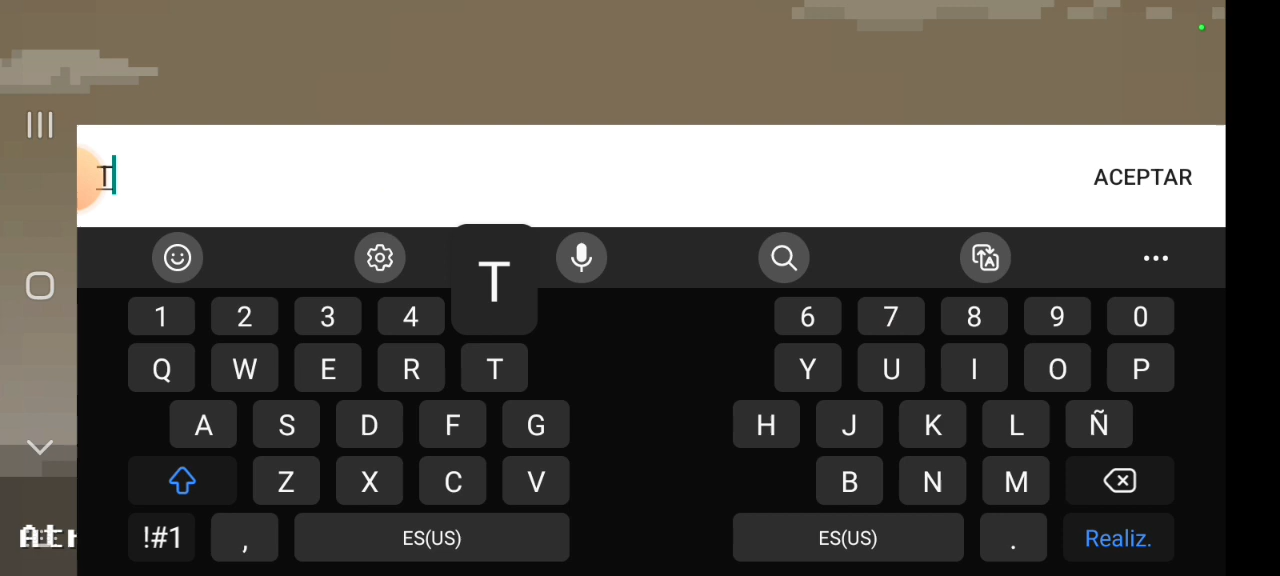 T
ACEPTAR
T
1 2 3 4 6 7 8 9 0
Q W E R T Y U I O P
A S D F G H J K L Ñ
Z X C V B N M
!#1 , ES(US) ES(US) . Realiz.